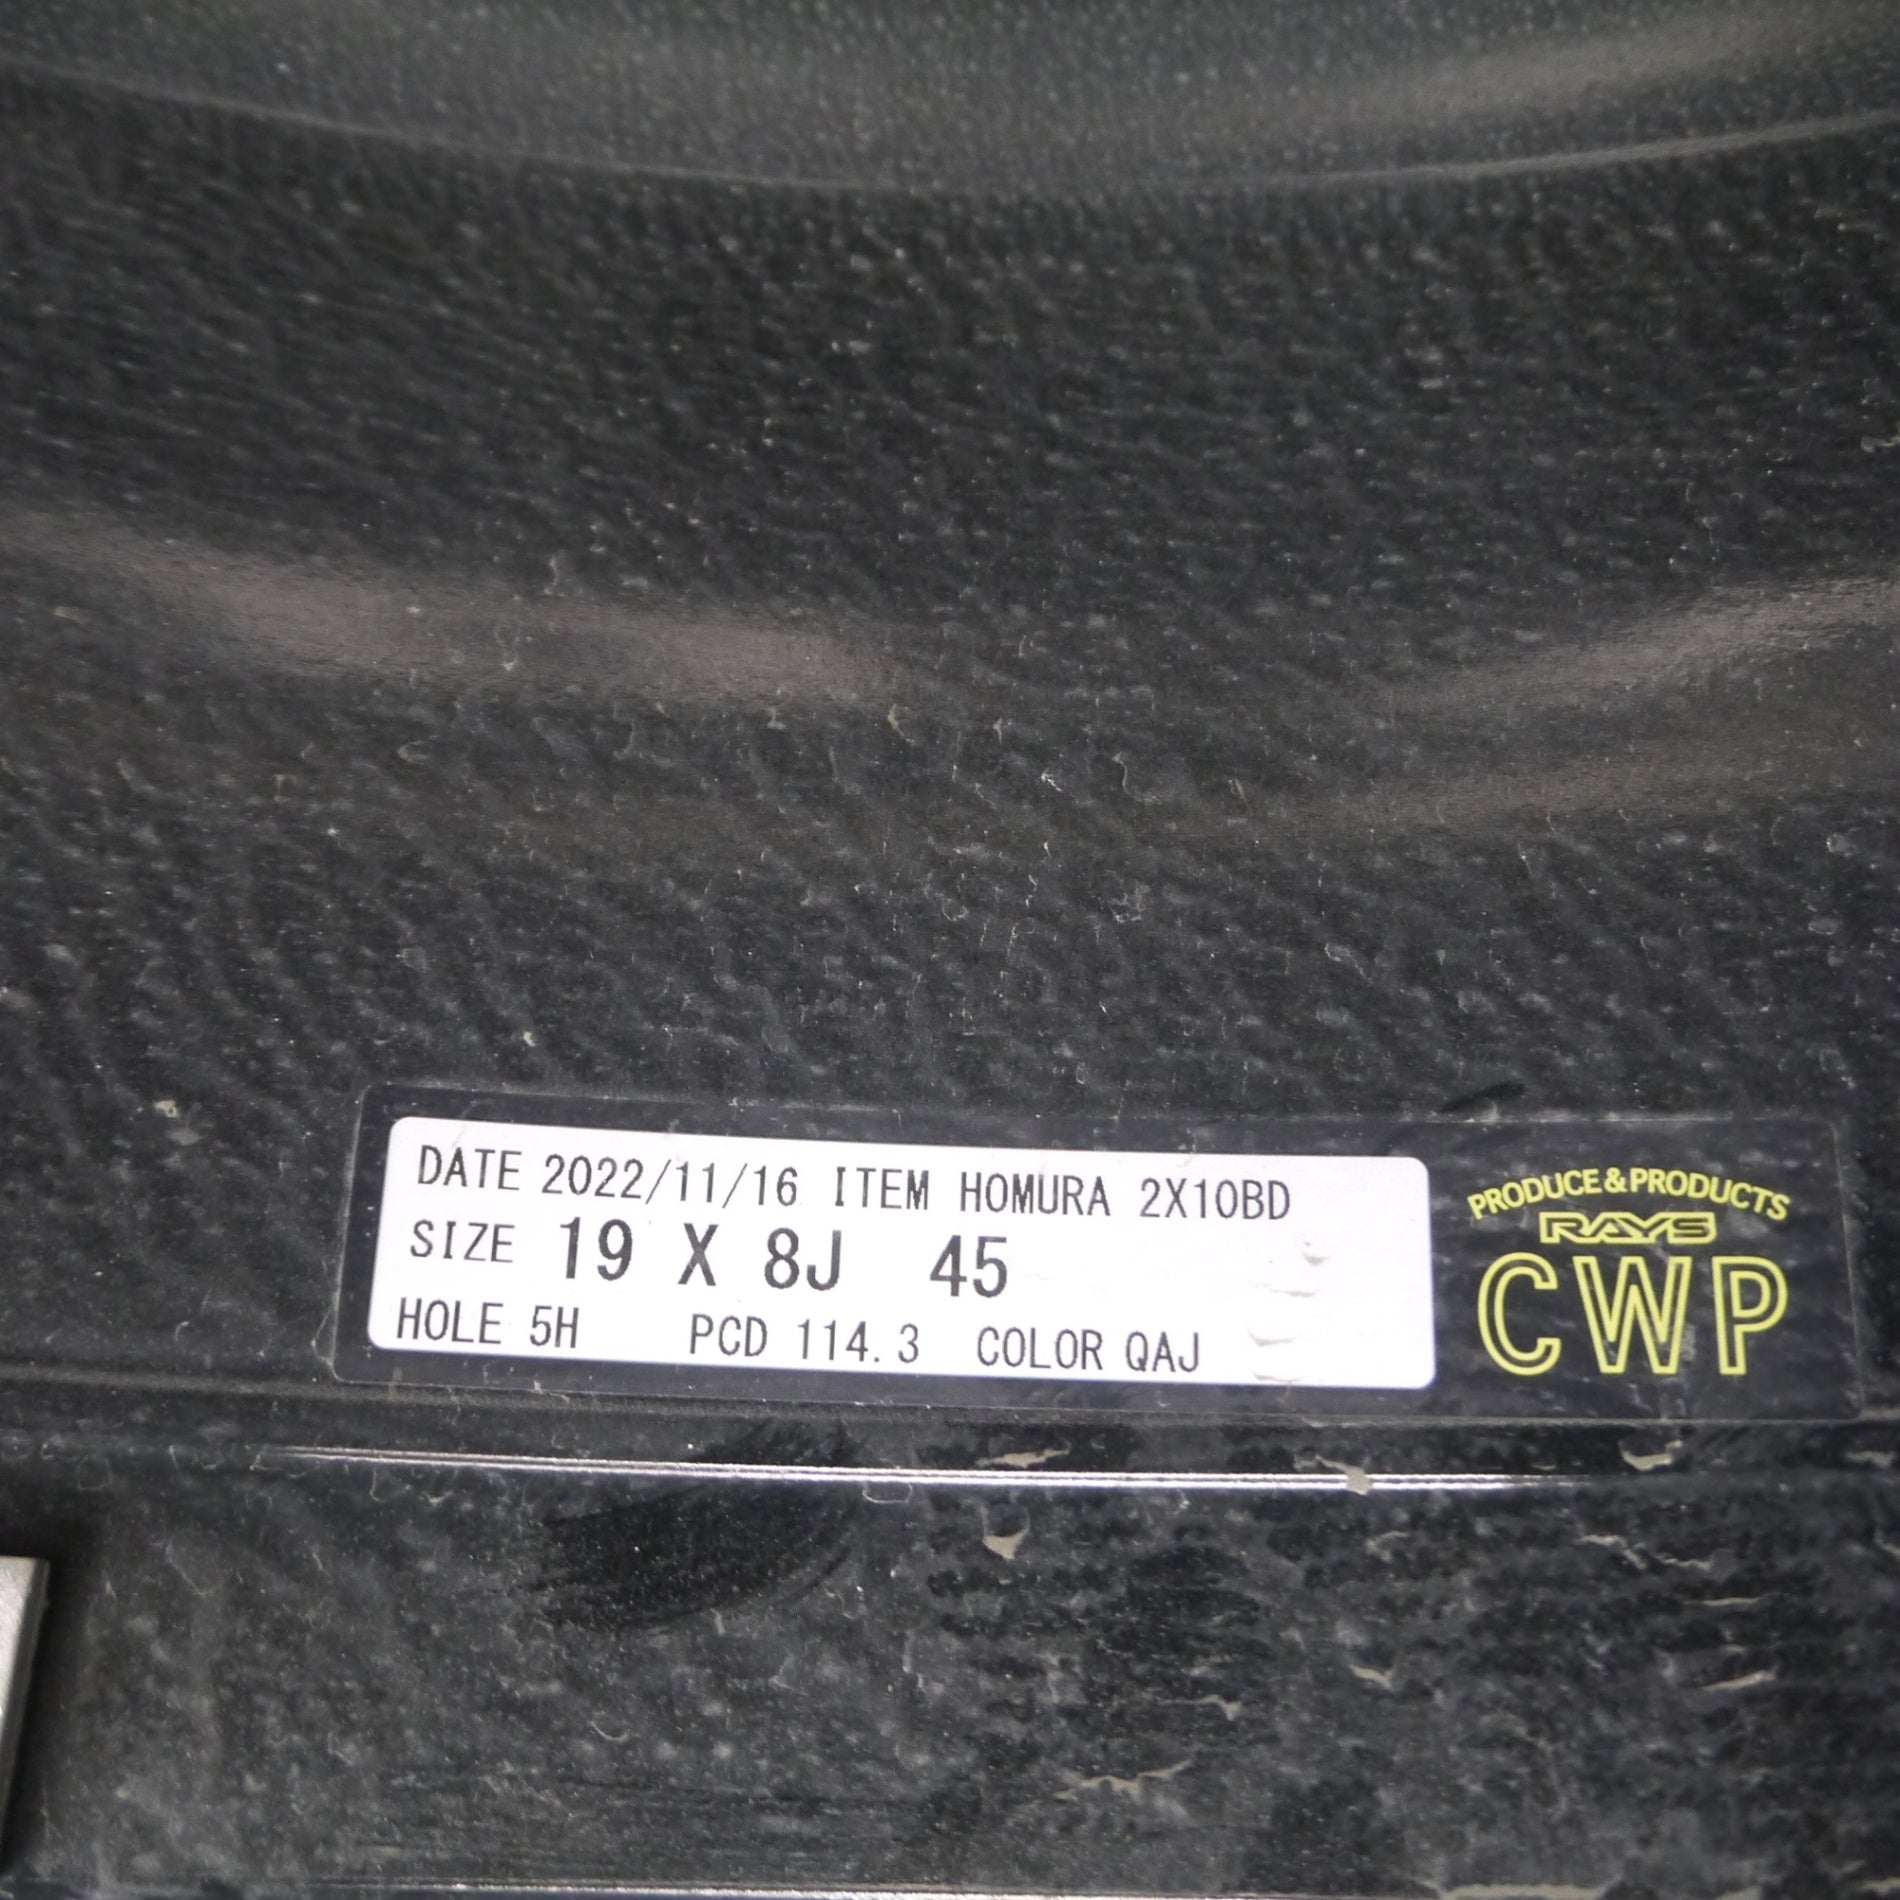 DATE 2022/11/16 ITEM HOMURA 2X10BD
SIZE 19 X 8J 45
HOLE 5H PCD 114.3 COLOR QAJ
PRODUCE & PRODUCTS
RAYS
CWP